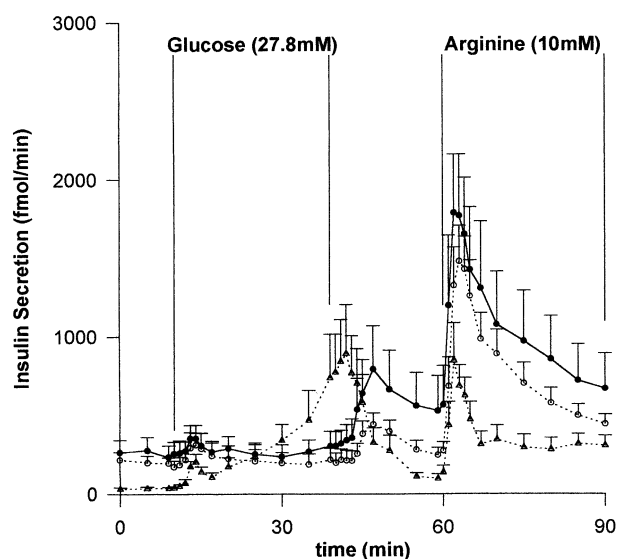 3000
Glucose (27.8mM)
Arginine (10mM)
2000
1000
0
Insulin Secretion (fmol/min)
0
30
60
90
time (min)